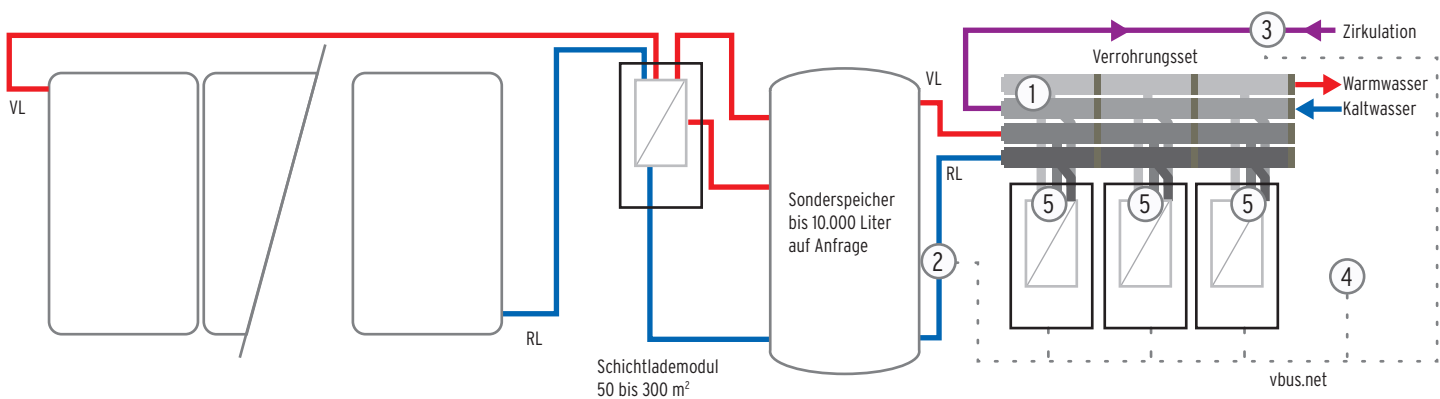 VL
RL
Schichtlademodul
50 bis 300 m²
Sonderspeicher
bis 10.000 Liter
auf Anfrage
VL
RL
2
3
Zirkulation
Verrohrungsset
1
Warmwasser
Kaltwasser
5
5
5
4
vbus.net